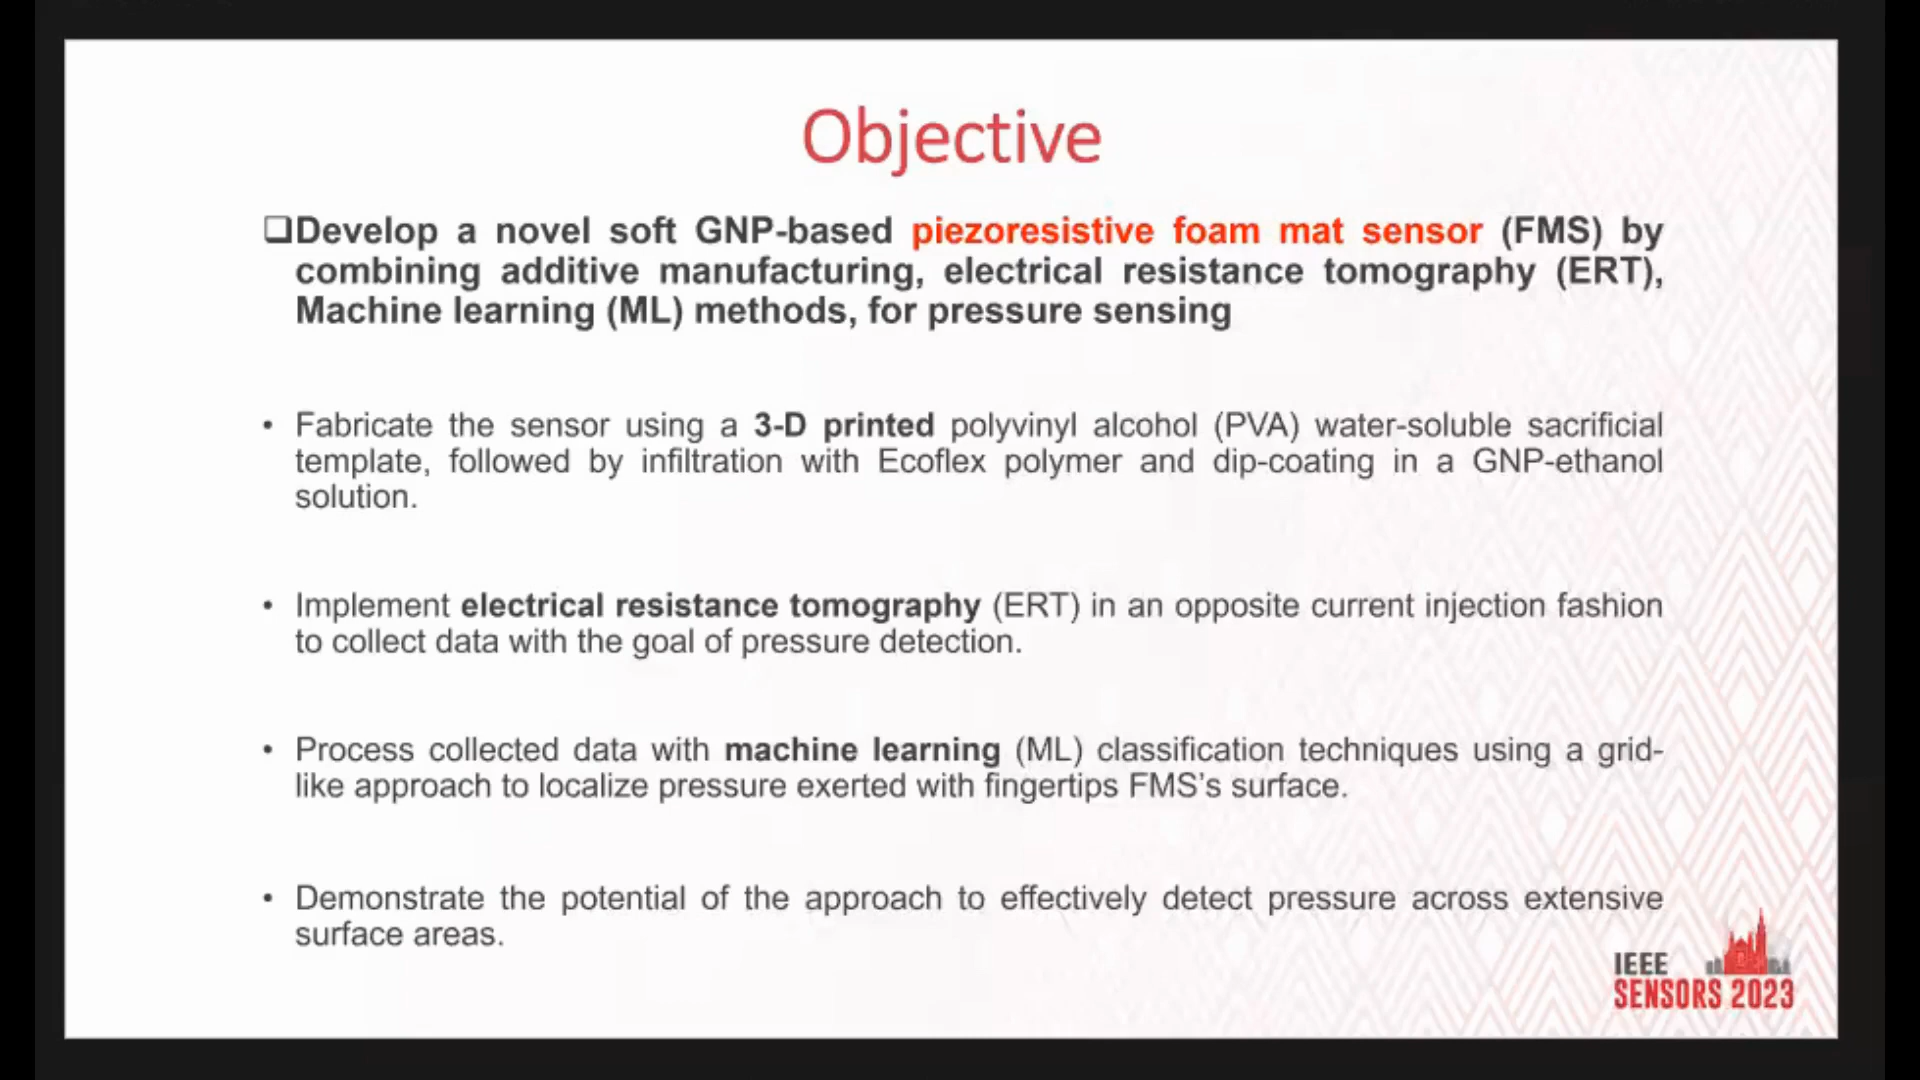 Objective
❑Develop a novel soft GNP-based piezoresistive foam mat sensor (FMS) by
combining additive manufacturing, electrical resistance tomography (ERT),
Machine learning (ML) methods, for pressure sensing
• Fabricate the sensor using a 3-D printed polyvinyl alcohol (PVA) water-soluble sacrificial
template, followed by infiltration with Ecoflex polymer and dip-coating in a GNP-ethanol
solution.
• Implement electrical resistance tomography (ERT) in an opposite current injection fashion
to collect data with the goal of pressure detection.
• Process collected data with machine learning (ML) classification techniques using a grid-
like approach to localize pressure exerted with fingertips FMS’s surface.
• Demonstrate the potential of the approach to effectively detect pressure across extensive
surface areas.
IEEE
SENSORS 2023